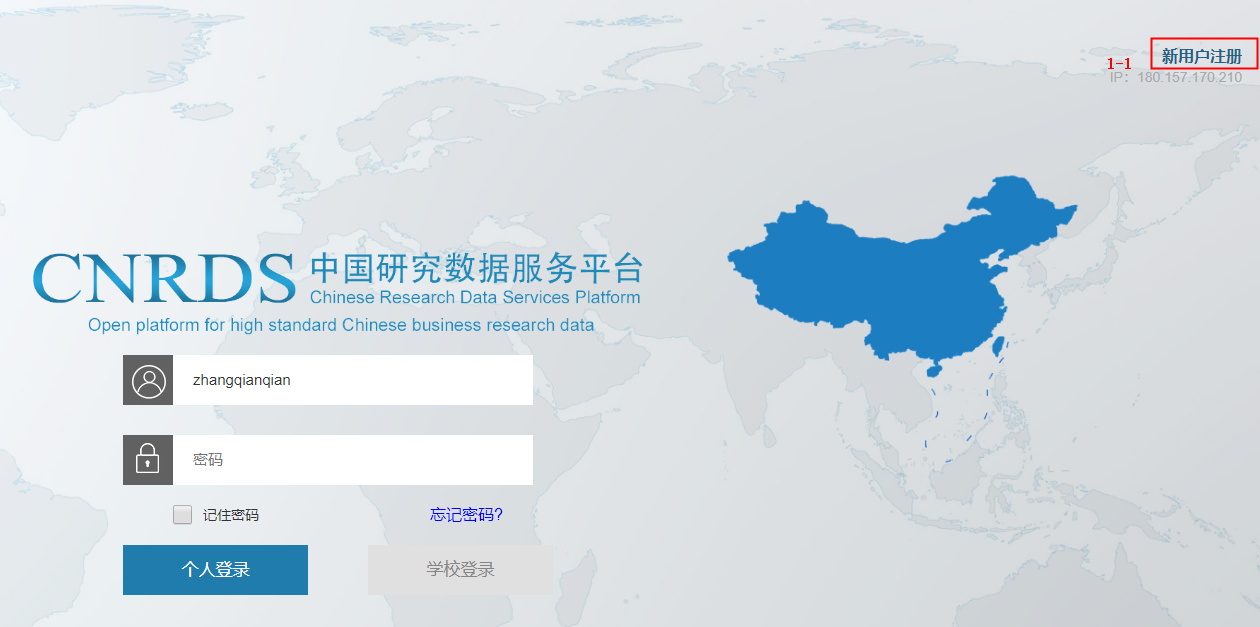 新用户注册
1-1
IP: 180.157.170.210
CNRDS 中国研究数据服务平台
Chinese Research Data Services Platform
Open platform for high standard Chinese business research data
zhangqianqian
密码
记住密码 忘记密码?
个人登录 学校登录